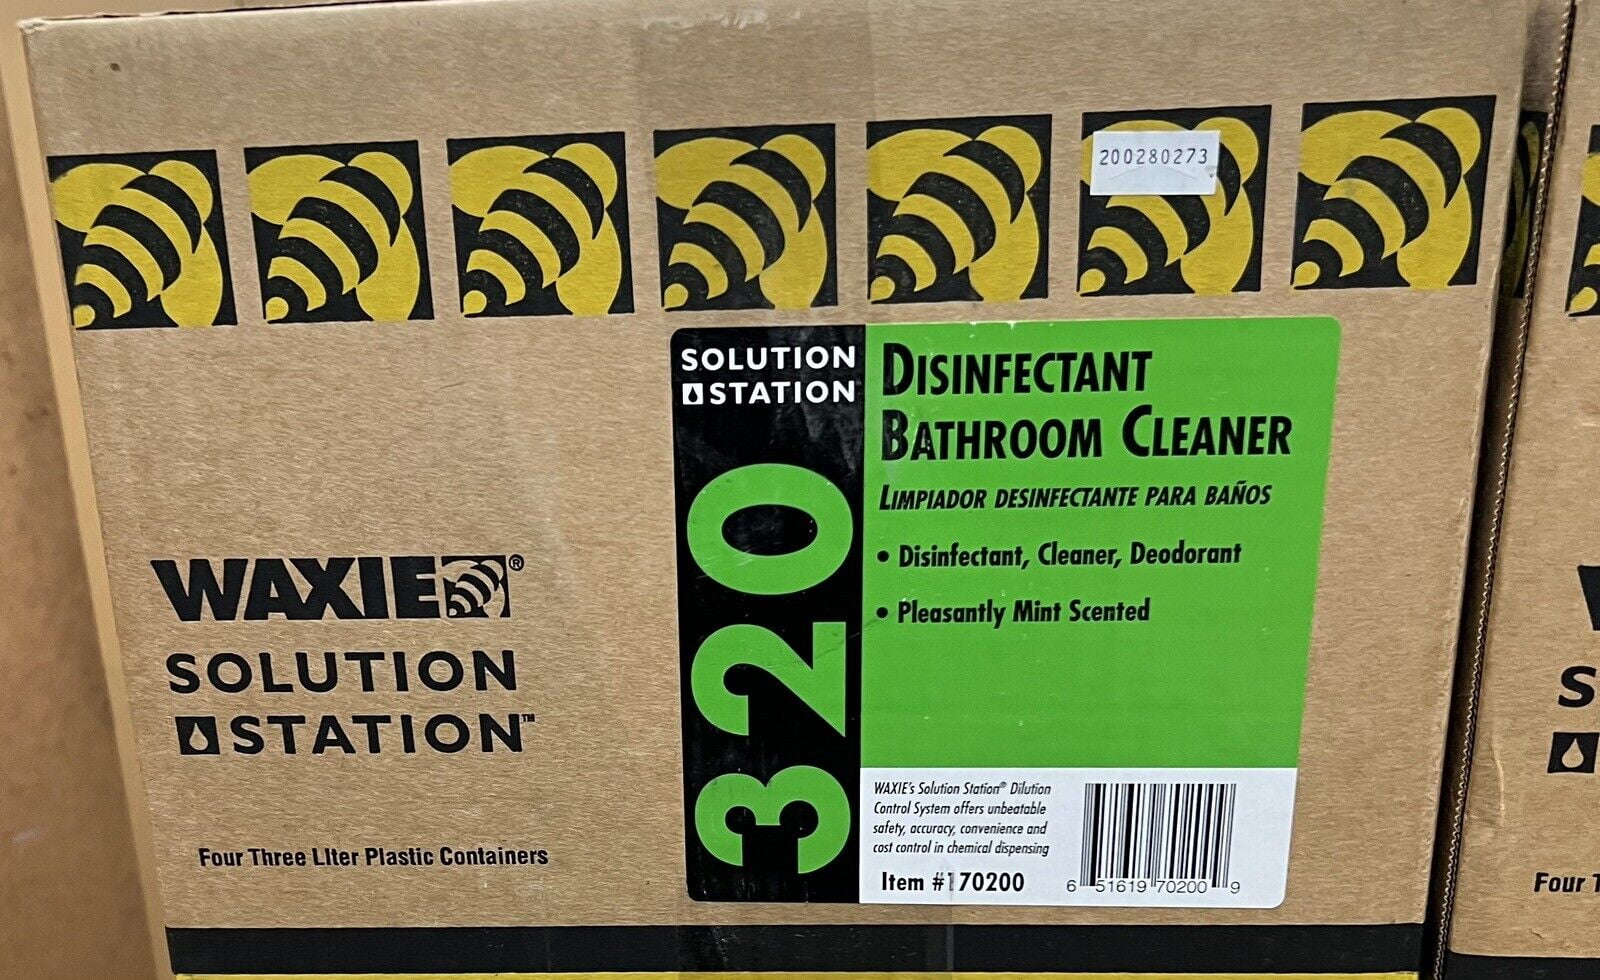 200280273
SOLUTION
STATION
320
DISINFECTANT
BATHROOM CLEANER
LIMPIADOR DESINFECTANTE PARA BAÑOS
• Disinfectant, Cleaner, Deodorant
• Pleasantly Mint Scented
WAXIE®
SOLUTION
STATION™
Four Three Liter Plastic Containers
WAXIE's Solution Station® Dilution
Control System offers unbeatable
safety, accuracy, convenience and
cost control in chemical dispensing
Item #170200
6 51619 70200 9
S
Four